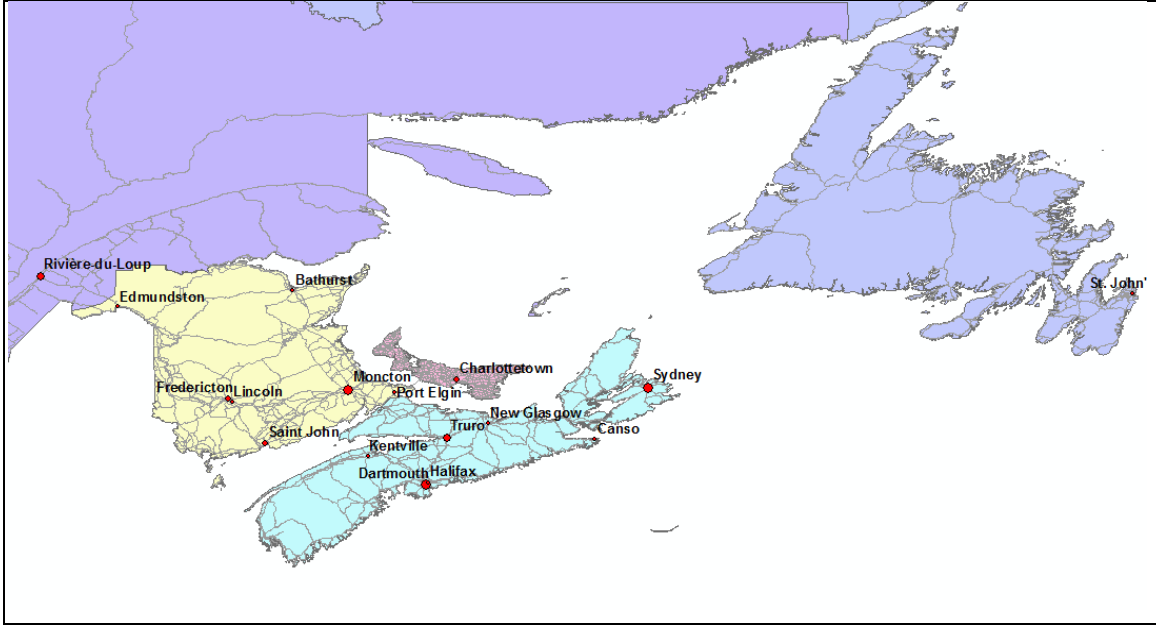 Rivière-du-Loup
Bathurst
Edmundston
St. John'
Charlottetown
Moncton
Sydney
Fredericton
Lincoln
Port Elgin
New Glasgow
Saint John
Truro
Canso
Kentville
Dartmouth
Halifax